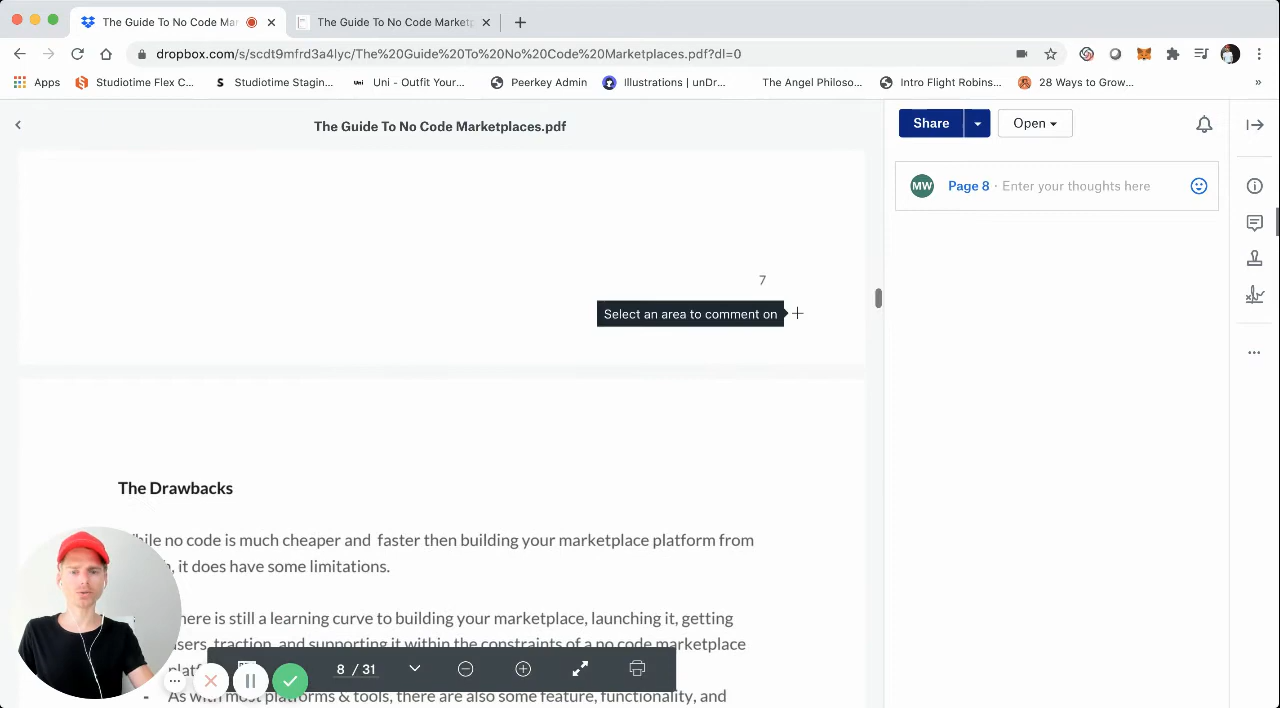 The Guide To No Code Mar
The Guide To No Code Marketp
dropbox.com/s/scdt9mfrd3a4lyc/The%20Guide%20To%20No%20Code%20Marketplaces.pdf?dl=0
Apps
Studiotime Flex C...
Studiotime Stagin...
Uni - Outfit Your...
Peerkey Admin
Illustrations | unDr...
The Angel Philoso...
Intro Flight Robins...
28 Ways to Grow...
»
The Guide To No Code Marketplaces.pdf
Share
Open
MW
Page 8 · Enter your thoughts here
7
Select an area to comment on
The Drawbacks
hile no code is much cheaper and faster then building your marketplace platform from
, it does have some limitations.
here is still a learning curve to building your marketplace, launching it, getting
users, traction, and supporting it within the constraints of a no code marketplace
platf
8 / 31
- As with most platforms & tools, there are also some feature, functionality, and